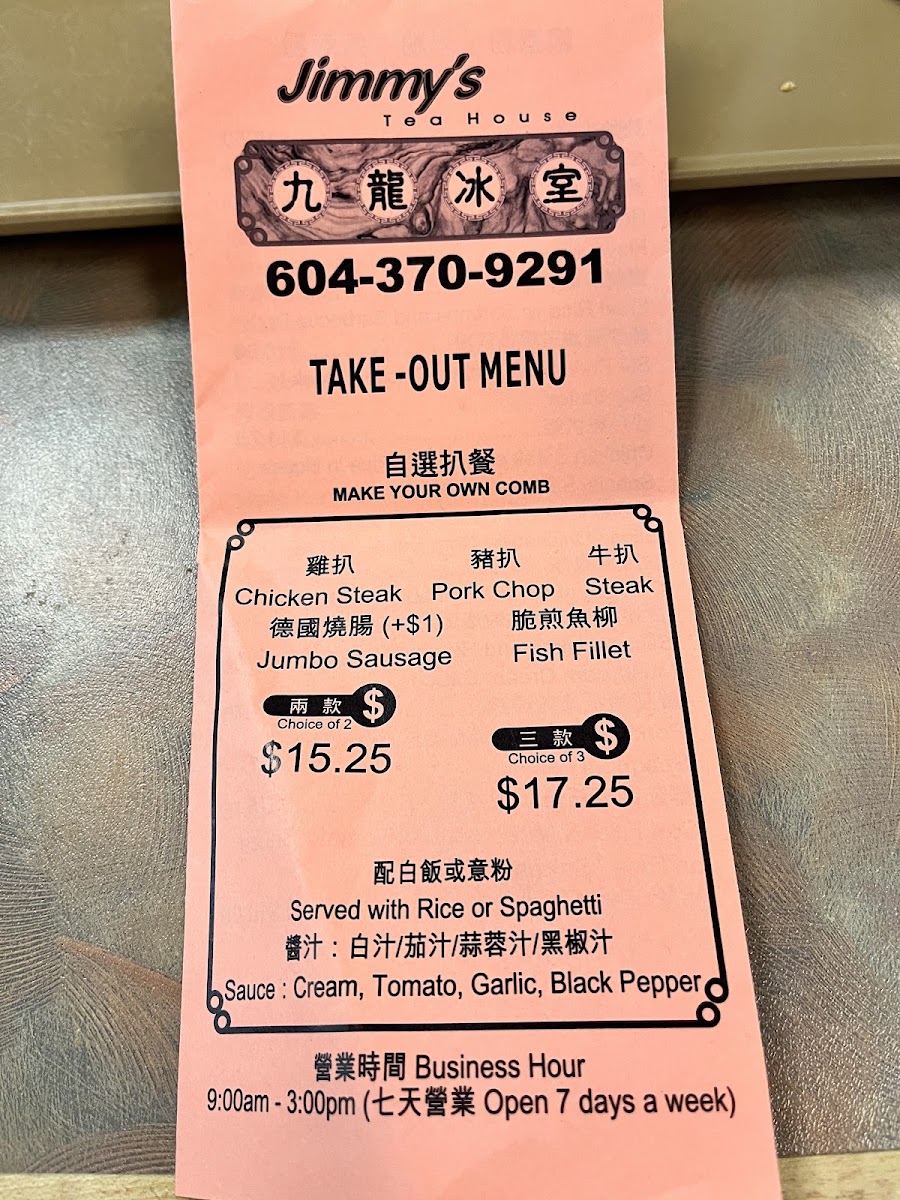 Jimmy's
Tea House
九龍冰室
604-370-9291
TAKE -OUT MENU
自選扒餐
MAKE YOUR OWN COMB
雞扒 豬扒 牛扒
Chicken Steak Pork Chop Steak
德國燒腸 (+$1) 脆煎魚柳
Jumbo Sausage Fish Fillet
兩款 $
Choice of 2
$15.25
三款 $
Choice of 3
$17.25
配白飯或意粉
Served with Rice or Spaghetti
醬汁：白汁/茄汁/蒜蓉汁/黑椒汁
Sauce : Cream, Tomato, Garlic, Black Pepper
營業時間 Business Hour
9:00am - 3:00pm (七天營業 Open 7 days a week)